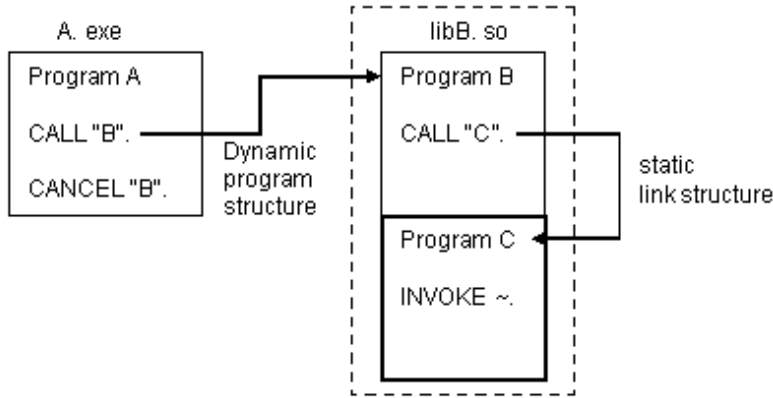 A. exe
Program A
CALL "B".
CANCEL "B".
Dynamic
program
structure
libB. so
Program B
CALL "C".
static
link structure
Program C
INVOKE ~.